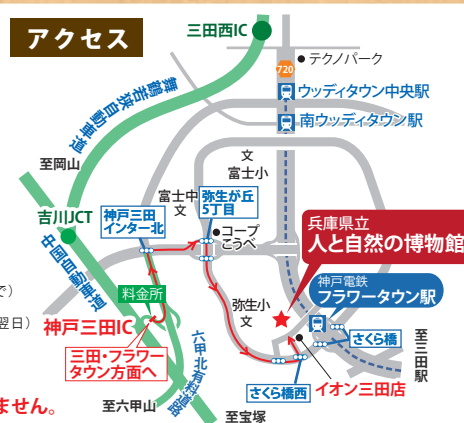 アクセス
三田西IC
テクノパーク
720
ウッディタウン中央駅
南ウッディタウン駅
舞鶴若狭自動車道
至岡山
文
富士小
富士中
文
弥生が丘
5丁目
神戸三田
インター北
コープ
こうべ
吉川JCT
中国自動車道
兵庫県立
人と自然の博物館
料金所
神戸電鉄
フラワータウン駅
弥生小
文
で）
翌日）
神戸三田IC
三田・フラワー
タウン方面へ
六甲北有料道路
さくら橋
至三田駅
さくら橋西
イオン三田店
ません。
至六甲山
至宝塚